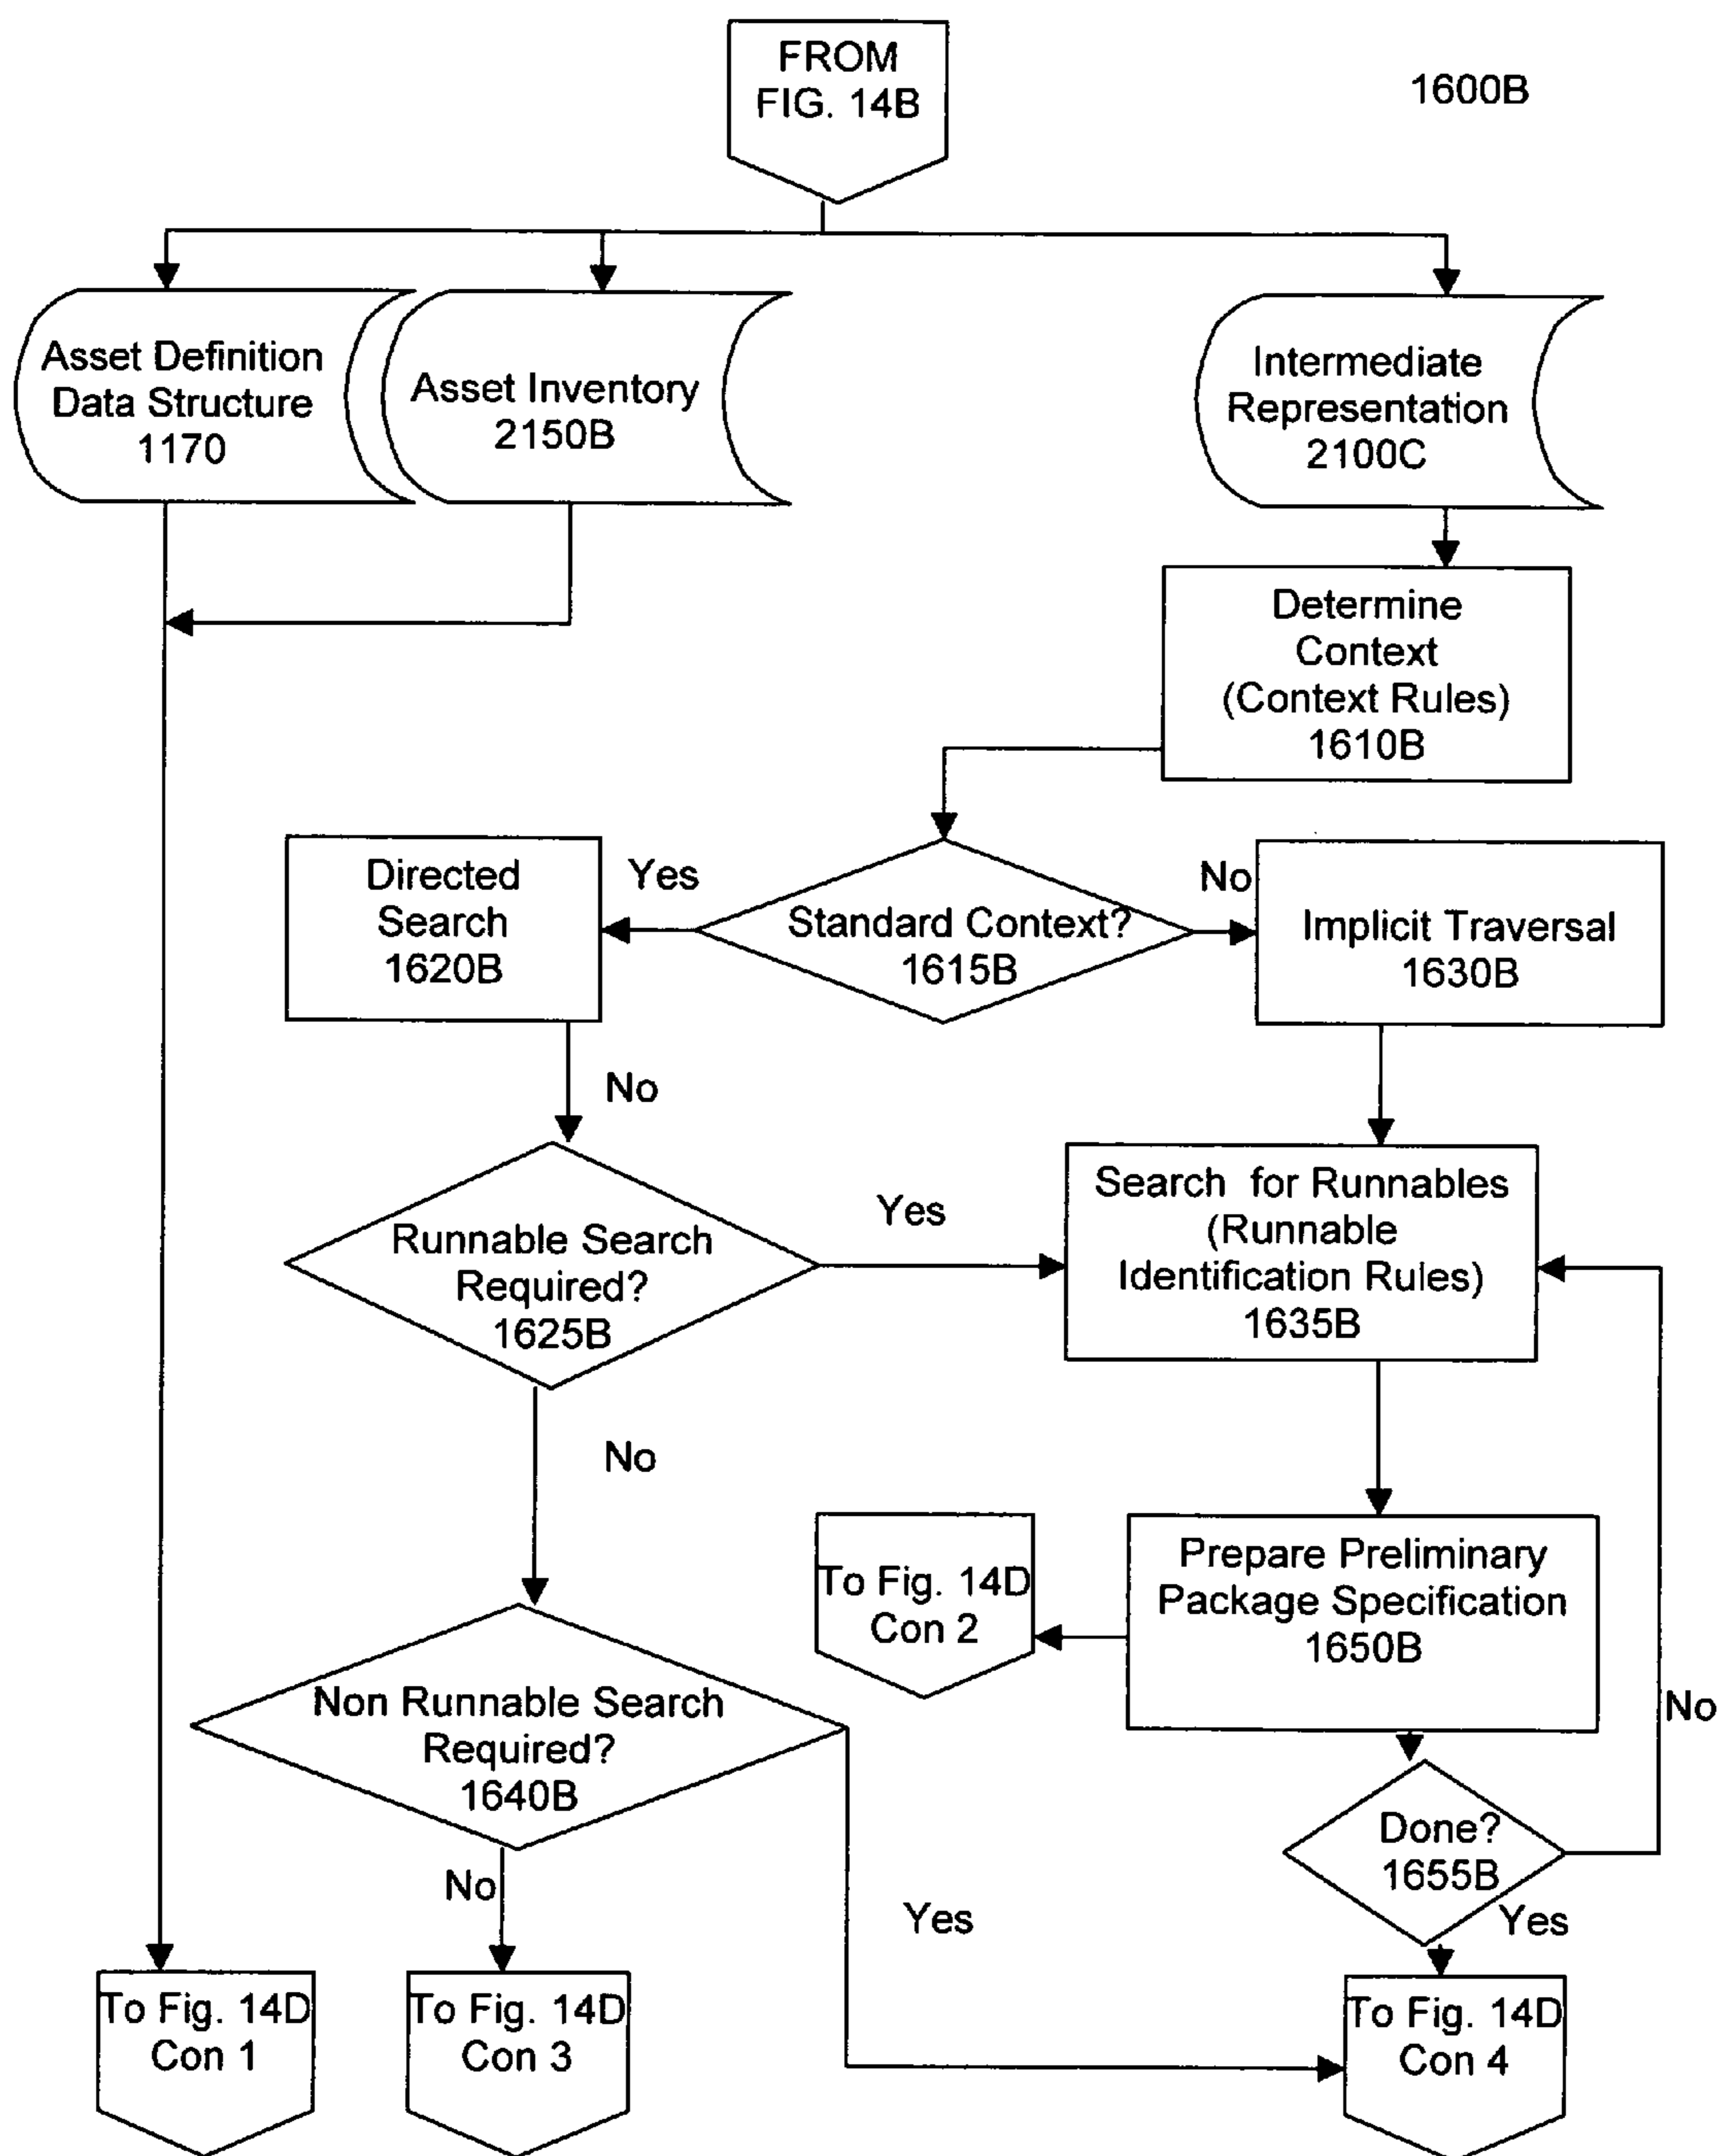 FROM
FIG. 14B
1600B
Asset Definition
Data Structure
1170
Asset Inventory
2150B
Intermediate
Representation
2100C
Determine
Context
(Context Rules)
1610B
Directed
Search
1620B
Yes
Standard Context?
1615B
No
Implicit Traversal
1630B
No
Runnable Search
Required?
1625B
Yes
Search for Runnables
(Runnable
Identification Rules)
1635B
No
To Fig. 14D
Con 2
Prepare Preliminary
Package Specification
1650B
No
Non Runnable Search
Required?
1640B
Done?
1655B
No
Yes
Yes
To Fig. 14D
Con 1
To Fig. 14D
Con 3
To Fig. 14D
Con 4